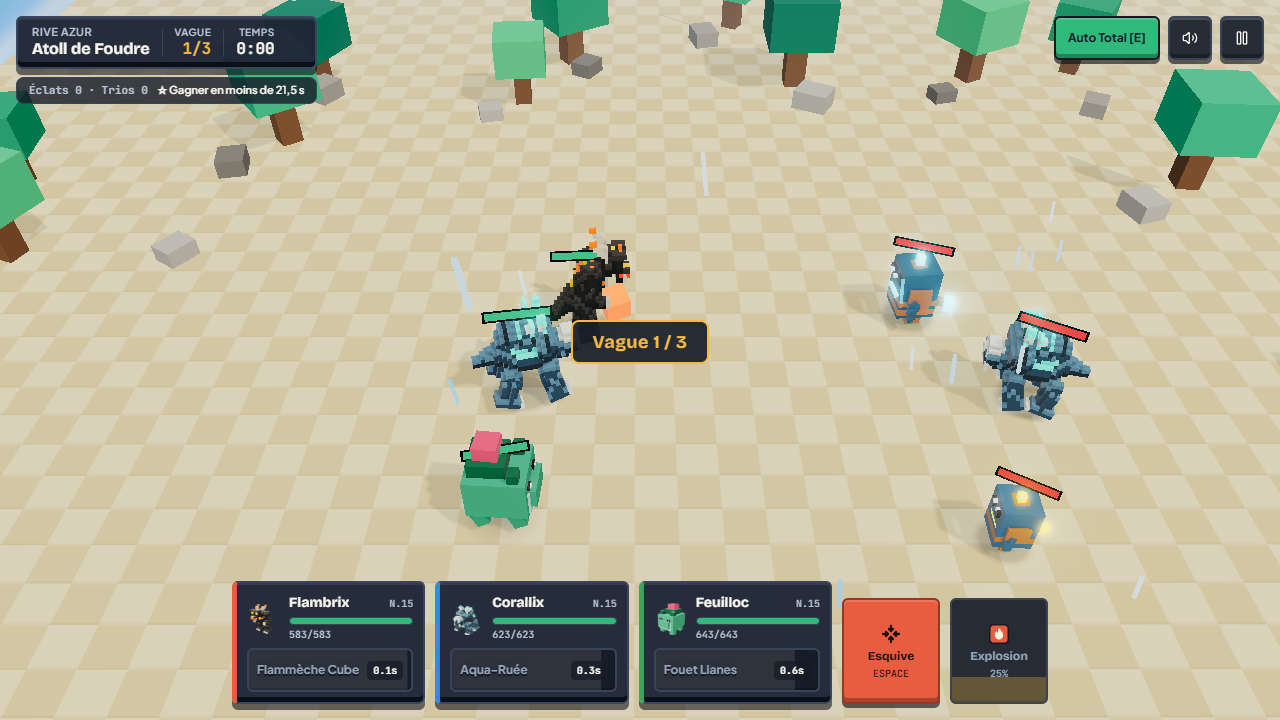 RIVE AZUR
Atoll de Foudre
VAGUE
1/3
TEMPS
0:00
Auto Total [E]
Éclats 0 · Trios 0 ★ Gagner en moins de 21,5 s
Vague 1 / 3
Flambrix N.15
583/583
Flammèche Cube 0.1s
Corallix N.15
623/623
Aqua-Ruée 0.3s
Feuilloc N.15
643/643
Fouet Lianes 0.6s
Esquive
ESPACE
Explosion
25%